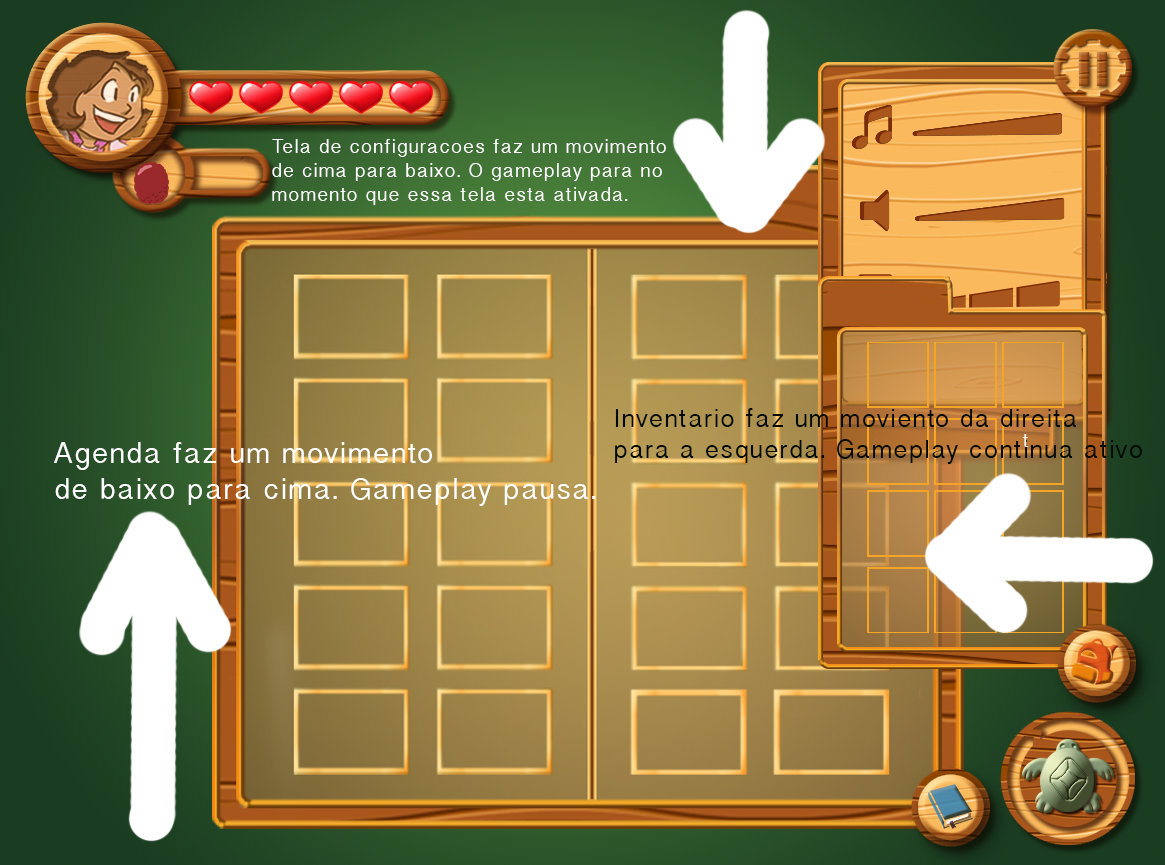 Tela de configuracoes faz um movimento
de cima para baixo. O gameplay para no
momento que essa tela esta ativada.
Inventario faz um moviento da direita
para a esquerda. Gameplay continua ativo
t
Agenda faz um movimento
de baixo para cima. Gameplay pausa.